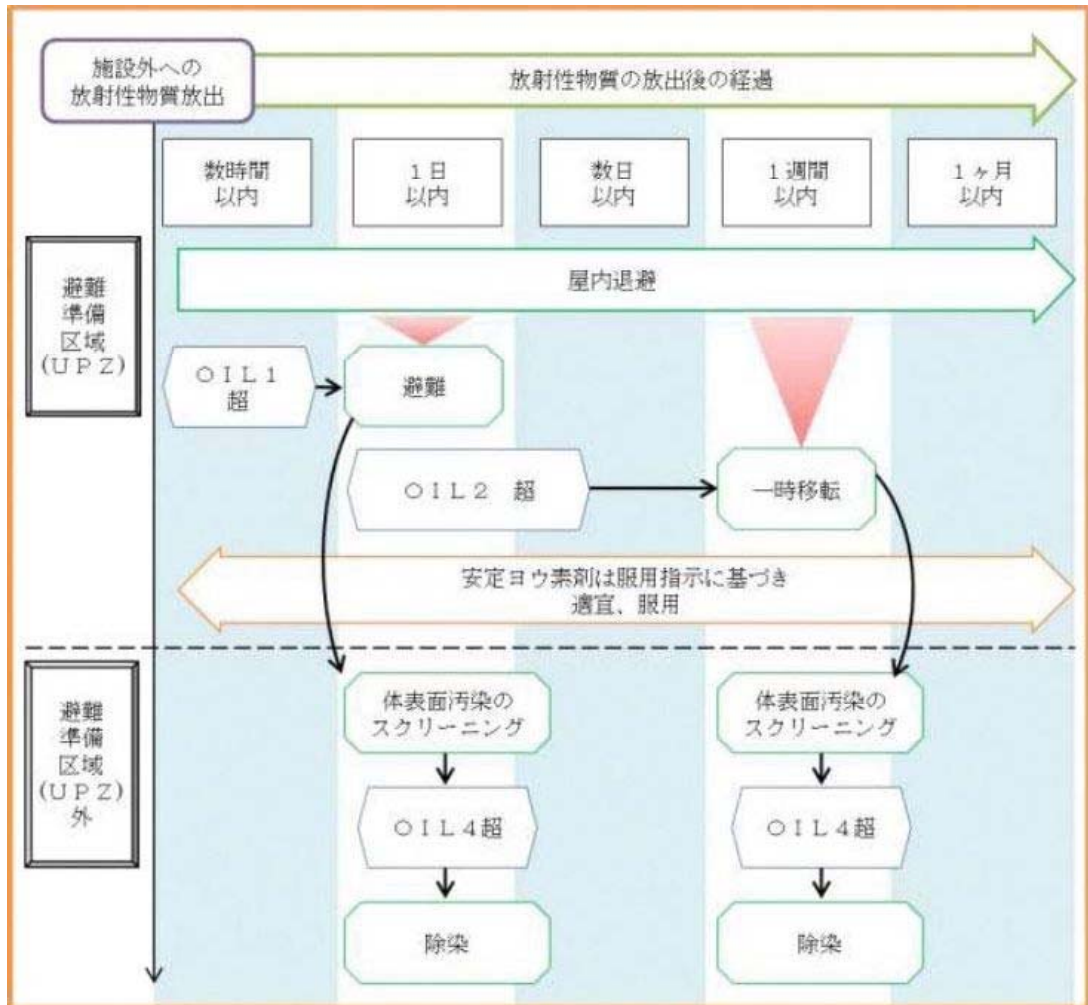 施設外への
放射性物質放出
放射性物質の放出後の経過
数時間
以内
1日
以内
数日
以内
1週間
以内
1ヶ月
以内
避難
準備
区域
(UPZ)
屋内退避
OIL1
超
避難
OIL2 超
一時移転
安定ヨウ素剤は服用指示に基づき
適宜、服用
避難
準備
区域
(UPZ)
外
体表面汚染の
スクリーニング
体表面汚染の
スクリーニング
OIL4超
OIL4超
除染
除染